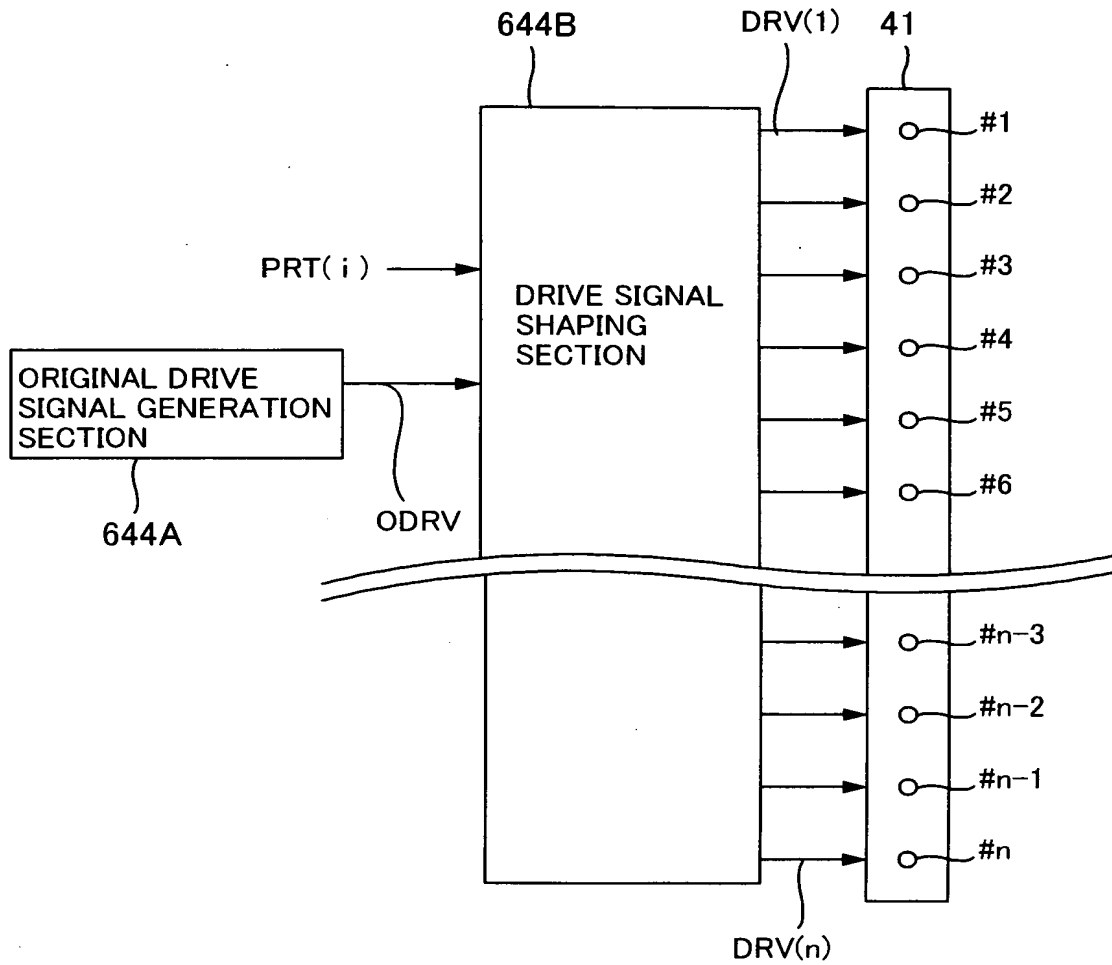 644B
DRV(1)
41
#1
#2
PRT(i)
#3
DRIVE SIGNAL
SHAPING
SECTION
#4
ORIGINAL DRIVE
SIGNAL GENERATION
SECTION
#5
#6
ODRV
644A
#n-3
#n-2
#n-1
#n
DRV(n)